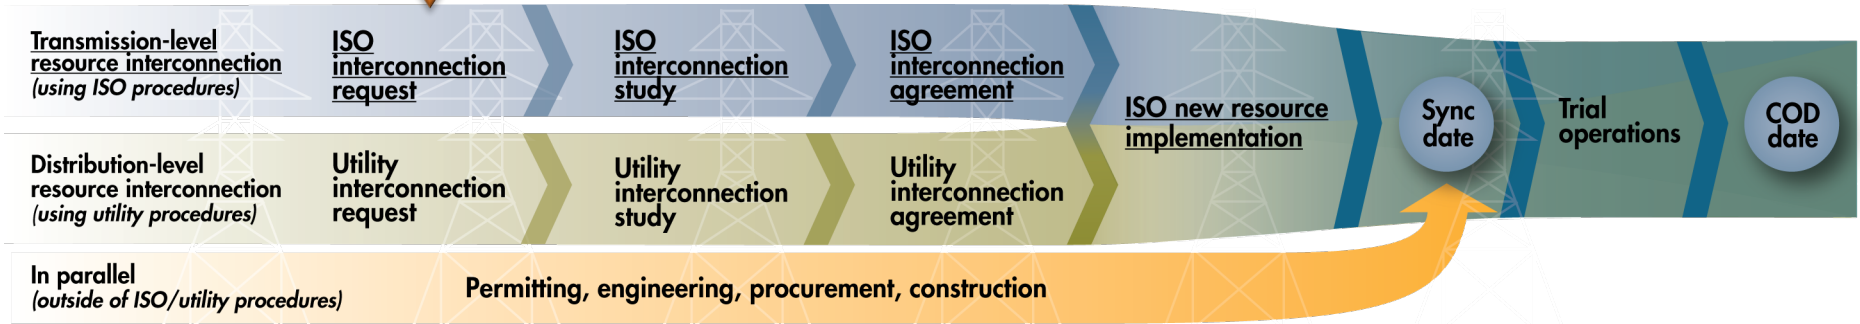 Transmission-level
resource interconnection
(using ISO procedures)
ISO
interconnection
request
ISO
interconnection
study
ISO
interconnection
agreement
Distribution-level
resource interconnection
(using utility procedures)
Utility
interconnection
request
Utility
interconnection
study
Utility
interconnection
agreement
ISO new resource
implementation
Sync
date
Trial
operations
COD
date
In parallel
(outside of ISO/utility procedures)
Permitting, engineering, procurement, construction